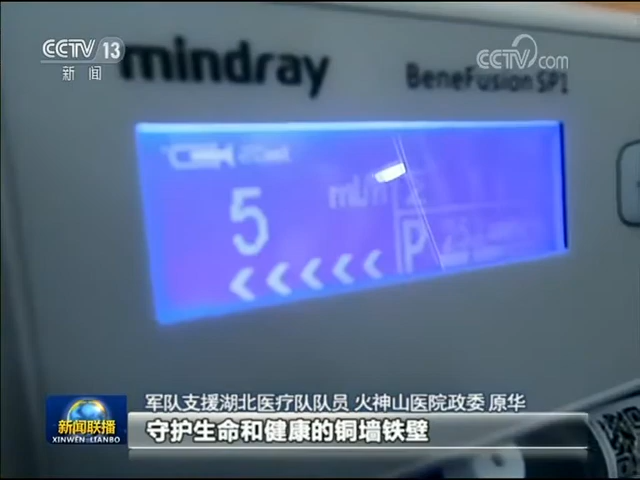 CCTV 13
新闻
CCTV.com
mindray
BeneFusion SP1
ml/h
5
P
<<<<<
军队支援湖北医疗队队员 火神山医院政委 原华
守护生命和健康的铜墙铁壁
新闻联播
XINWEN LIANBO